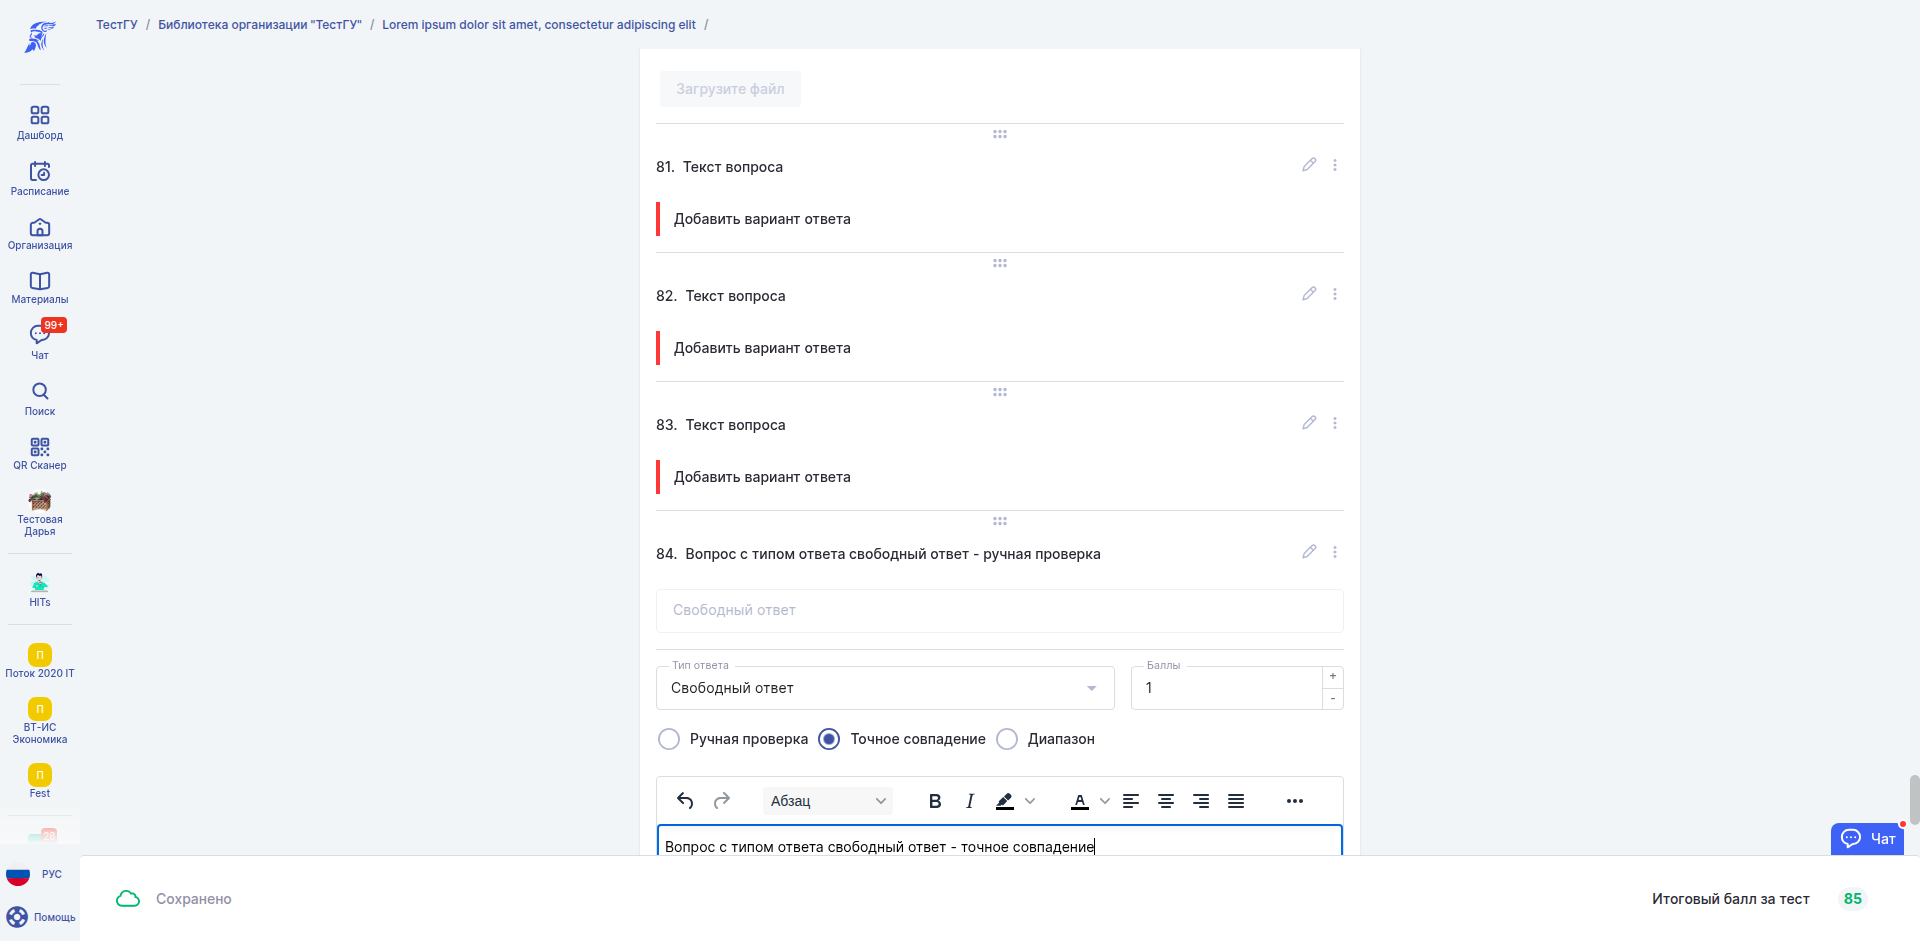 ТестГУ / Библиотека организации "ТестГУ" / Lorem ipsum dolor sit amet, consectetur adipiscing elit /
Дашборд
Расписание
Организация
Материалы
99+
Чат
Поиск
QR Сканер
Тестовая
Дарья
HITs
П
Поток 2020 IT
П
ВТ-ИС
Экономика
П
Fest
28
РУС
Помощь
Загрузите файл
81. Текст вопроса
Добавить вариант ответа
82. Текст вопроса
Добавить вариант ответа
83. Текст вопроса
Добавить вариант ответа
84. Вопрос с типом ответа свободный ответ - ручная проверка
Свободный ответ
Тип ответа
Свободный ответ
Баллы
1
+
-
Ручная проверка
Точное совпадение
Диапазон
Абзац
B
I
A
Вопрос с типом ответа свободный ответ - точное совпадение
Чат
Сохранено
Итоговый балл за тест 85